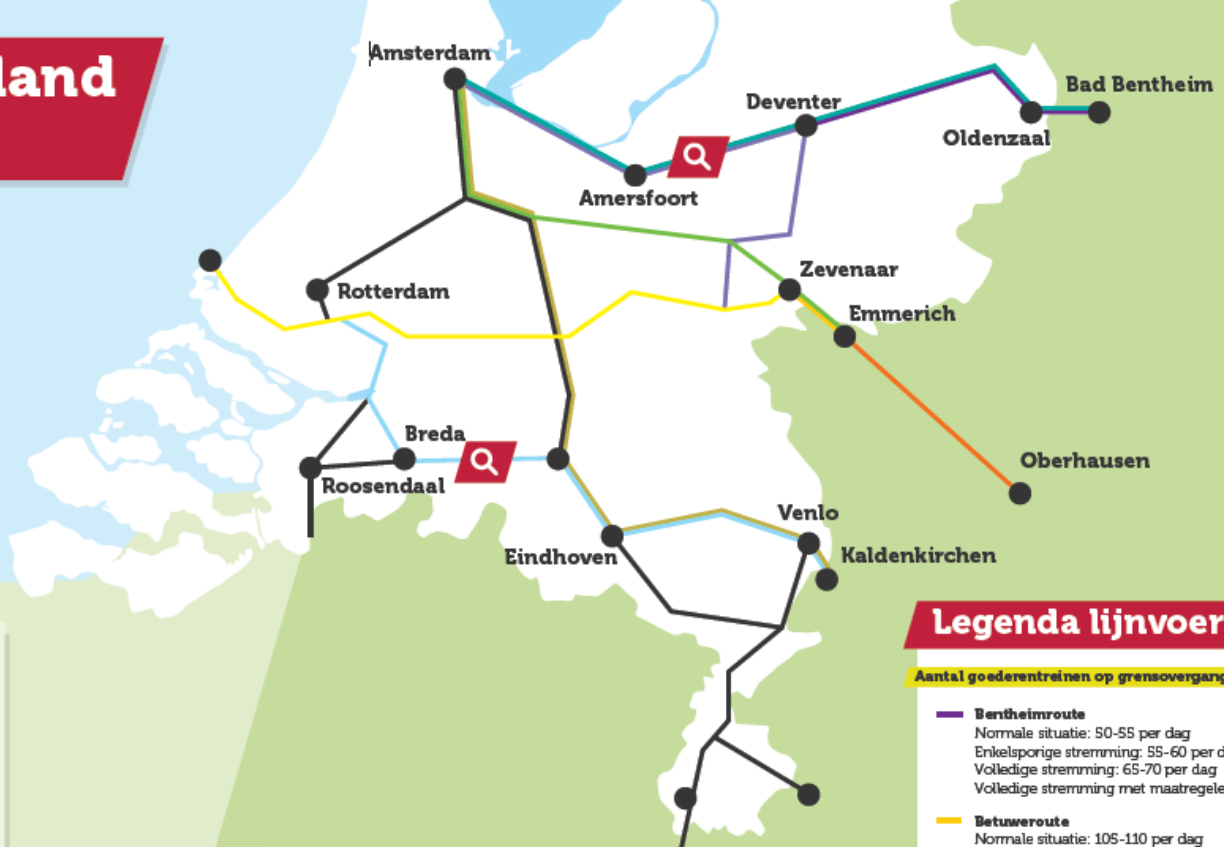 land
Amsterdam
Bad Bentheim
Deventer
Oldenzaal
Amersfoort
Zevenaar
Rotterdam
Emmerich
Breda
Oberhausen
Roosendaal
Venlo
Eindhoven
Kaldenkirchen
Legenda lijnvoer
Aantal goederentreinen op grensovergang
Bentheimroute
Normale situatie: 50-55 per dag
Enkelsporige stremming: 55-60 per d
Volledige stremming: 65-70 per dag
Volledige stremming met maatregele
Betuweroute
Normale situatie: 105-110 per dag